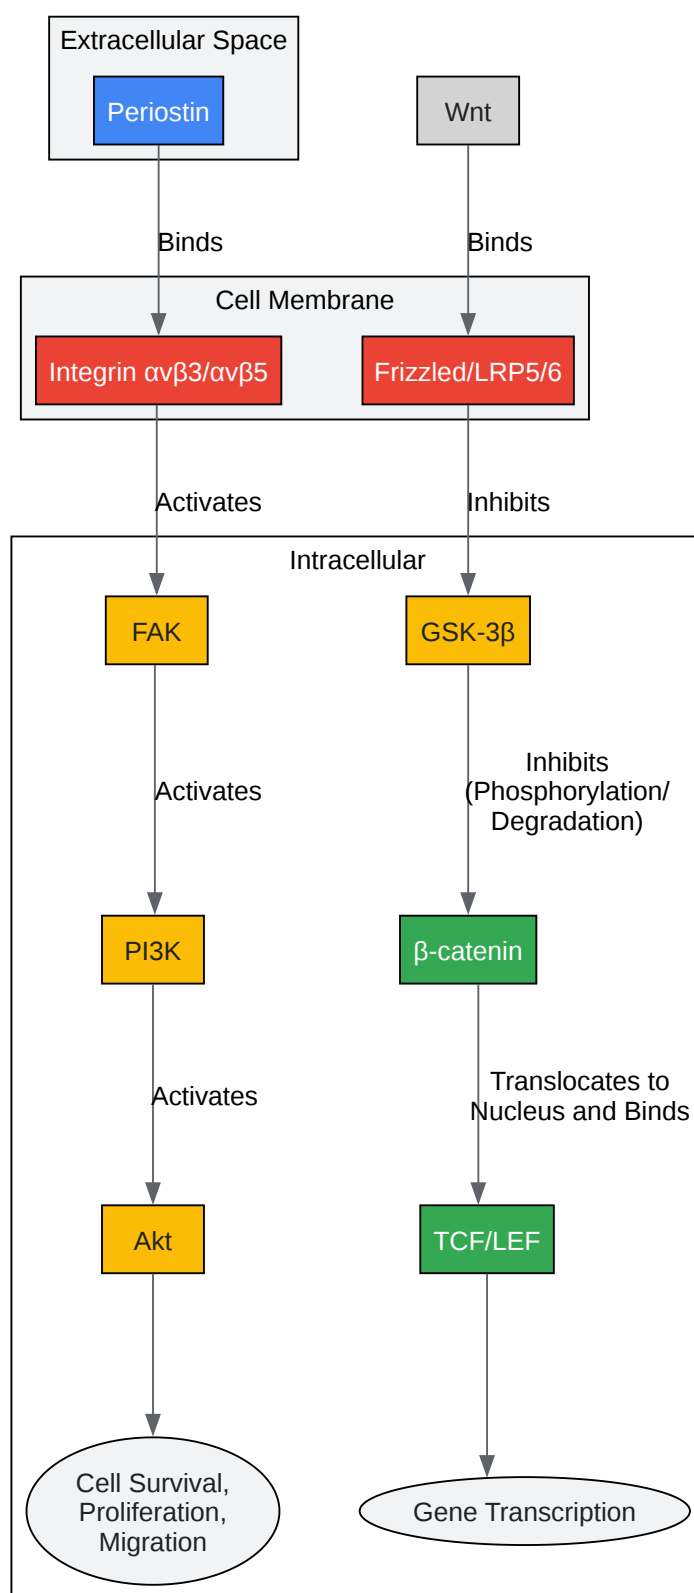 Extracellular Space
Periostin
Wnt
Binds
Binds
Cell Membrane
Integrin αvβ3/αvβ5
Frizzled/LRP5/6
Activates
Inhibits
Intracellular
FAK
GSK-3β
Activates
Inhibits
(Phosphorylation/
Degradation)
PI3K
β-catenin
Activates
Translocates to
Nucleus and Binds
Akt
TCF/LEF
Cell Survival,
Proliferation,
Migration
Gene Transcription